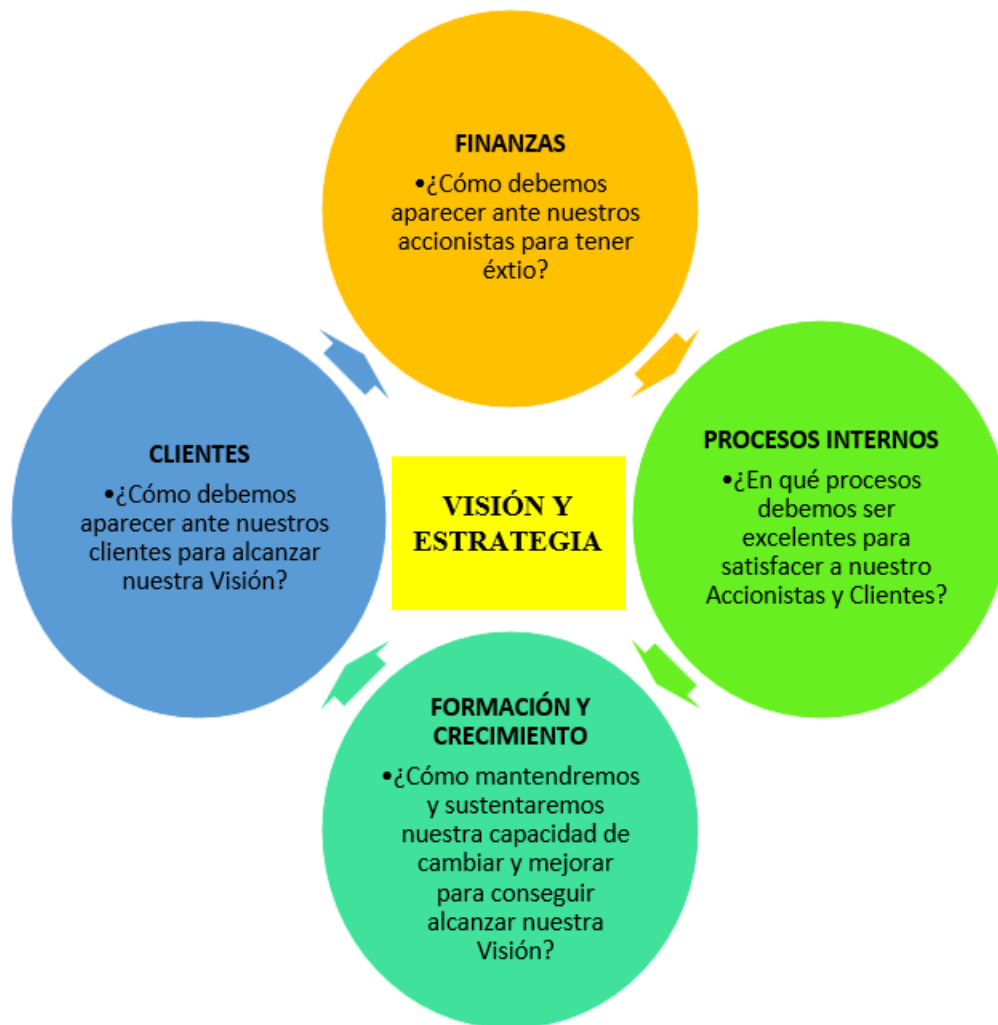 FINANZAS
•¿Cómo debemos
aparecer ante nuestros
accionistas para tener
éxtio?
CLIENTES
•¿Cómo debemos
aparecer ante nuestros
clientes para alcanzar
nuestra Visión?
VISIÓN Y
ESTRATEGIA
PROCESOS INTERNOS
•¿En qué procesos
debemos ser
excelentes para
satisfacer a nuestro
Accionistas y Clientes?
FORMACIÓN Y
CRECIMIENTO
•¿Cómo mantendremos
y sustentaremos
nuestra capacidad de
cambiar y mejorar
para conseguir
alcanzar nuestra
Visión?